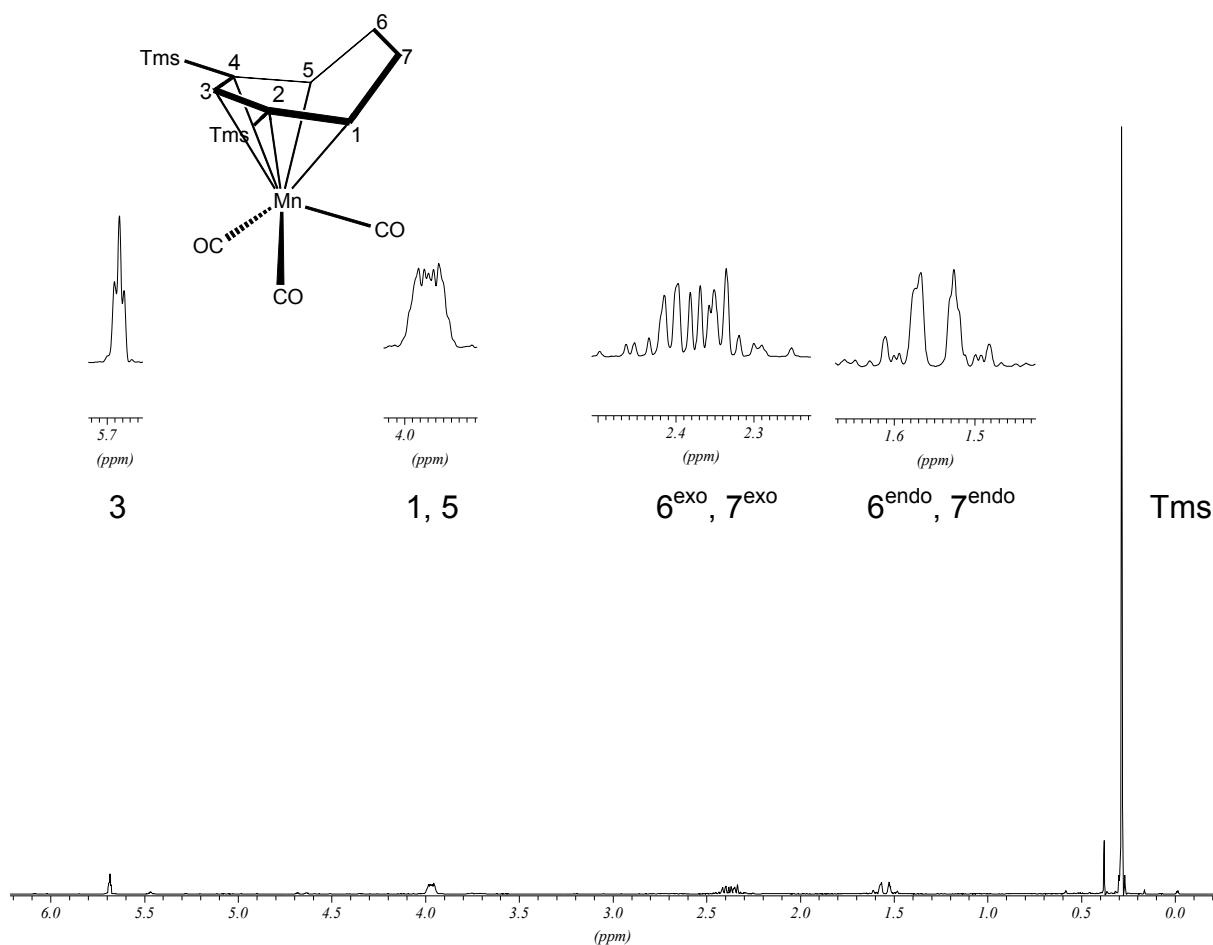 6
Tms
4
5
7
3
2
Tms
1
Mn
OC
CO
CO
5.7
4.0
2.4 2.3
1.6 1.5
(ppm)
(ppm)
(ppm)
(ppm)
3
1, 5
6exo, 7exo
6endo, 7endo
Tms
6.0 5.5 5.0 4.5 4.0 3.5 3.0 2.5 2.0 1.5 1.0 0.5 0.0
(ppm)